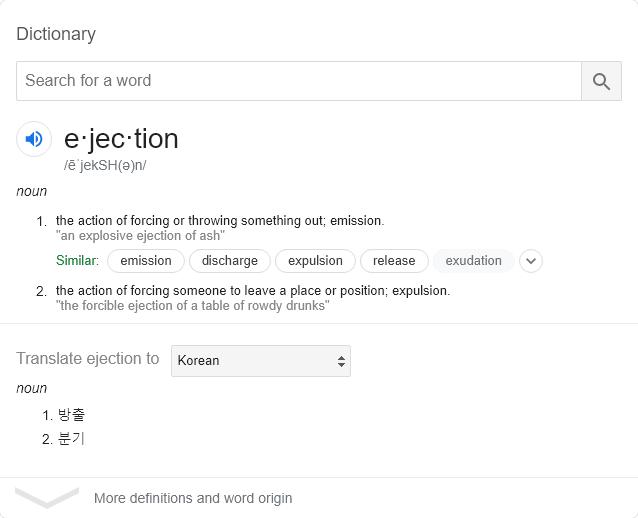 Dictionary
Search for a word
e·jec·tion
/ēˈjekSH(ə)n/
noun
1. the action of forcing or throwing something out; emission.
"an explosive ejection of ash"
Similar: emission discharge expulsion release exudation
2. the action of forcing someone to leave a place or position; expulsion.
"the forcible ejection of a table of rowdy drunks"
Translate ejection to Korean
noun
1. 방출
2. 분기
More definitions and word origin